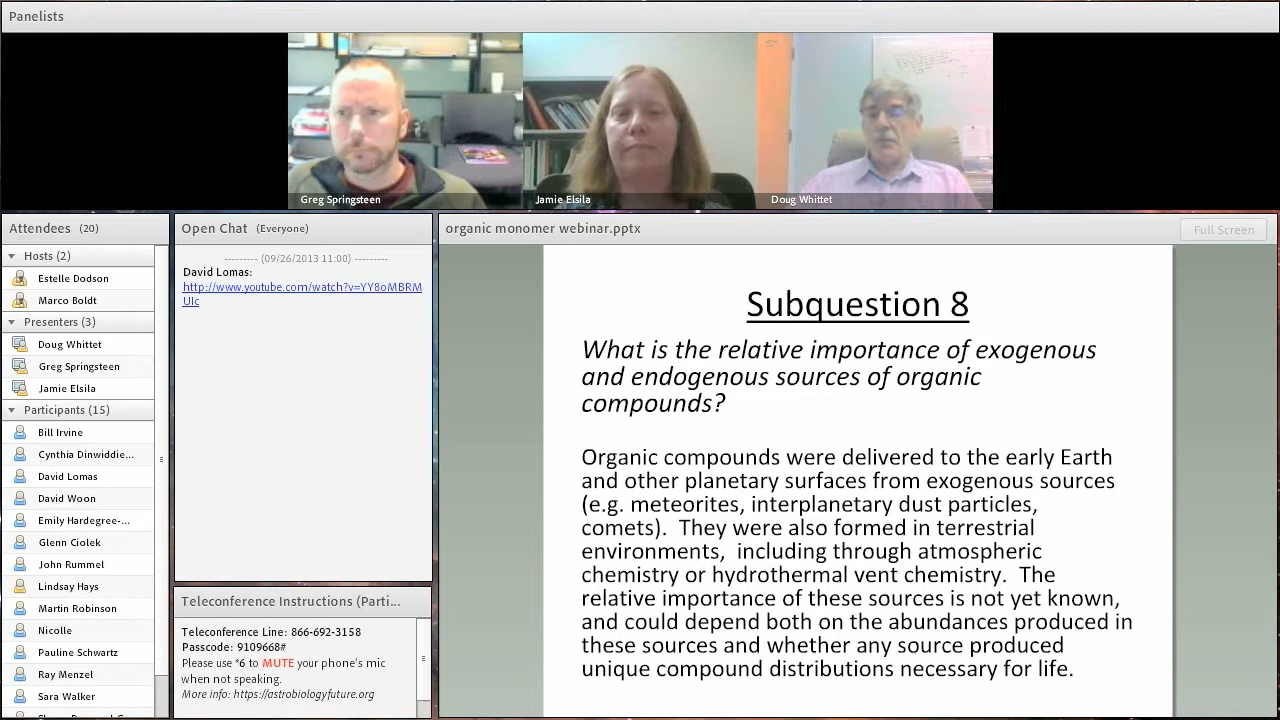 Panelists
Greg Springsteen
Jamie Elsila
Doug Whittet
Attendees (20)
Hosts (2)
Estelle Dodson
Marco Boldt
Presenters (3)
Doug Whittet
Greg Springsteen
Jamie Elsila
Participants (15)
Bill Irvine
Cynthia Dinwiddie...
David Lomas
David Woon
Emily Hardegree-...
Glenn Ciolek
John Rummel
Lindsay Hays
Martin Robinson
Nicolle
Pauline Schwartz
Ray Menzel
Sara Walker
Open Chat (Everyone)
--------- (09/26/2013 11:00) ---------
David Lomas:
http://www.youtube.com/watch?v=YY8oMBRM
UIc
Teleconference Instructions (Parti...
Teleconference Line: 866-692-3158
Passcode: 9109668#
Please use *6 to MUTE your phone's mic
when not speaking.
More info: https://astrobiologyfuture.org
organic monomer webinar.pptx
Full Screen
Subquestion 8
What is the relative importance of exogenous
and endogenous sources of organic
compounds?
Organic compounds were delivered to the early Earth
and other planetary surfaces from exogenous sources
(e.g. meteorites, interplanetary dust particles,
comets). They were also formed in terrestrial
environments, including through atmospheric
chemistry or hydrothermal vent chemistry. The
relative importance of these sources is not yet known,
and could depend both on the abundances produced in
these sources and whether any source produced
unique compound distributions necessary for life.